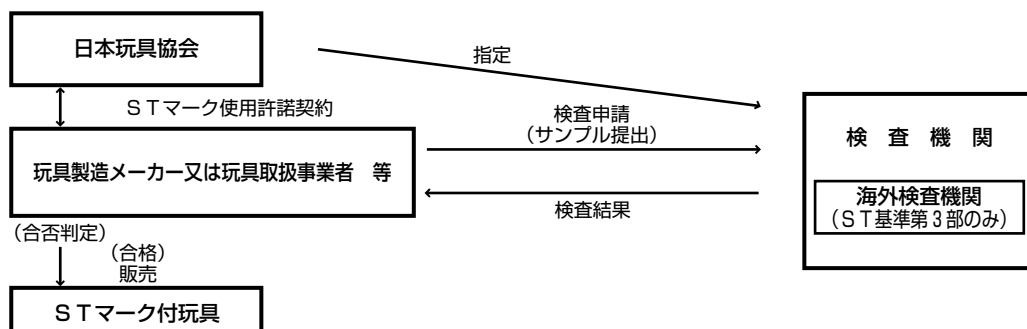 日本玩具協会
指定
STマーク使用許諾契約
検査申請
(サンプル提出)
検査機関
玩具製造メーカー又は玩具取扱事業者 等
海外検査機関
(ST基準第3部のみ)
検査結果
(合否判定)
(合格)
販売
STマーク付玩具